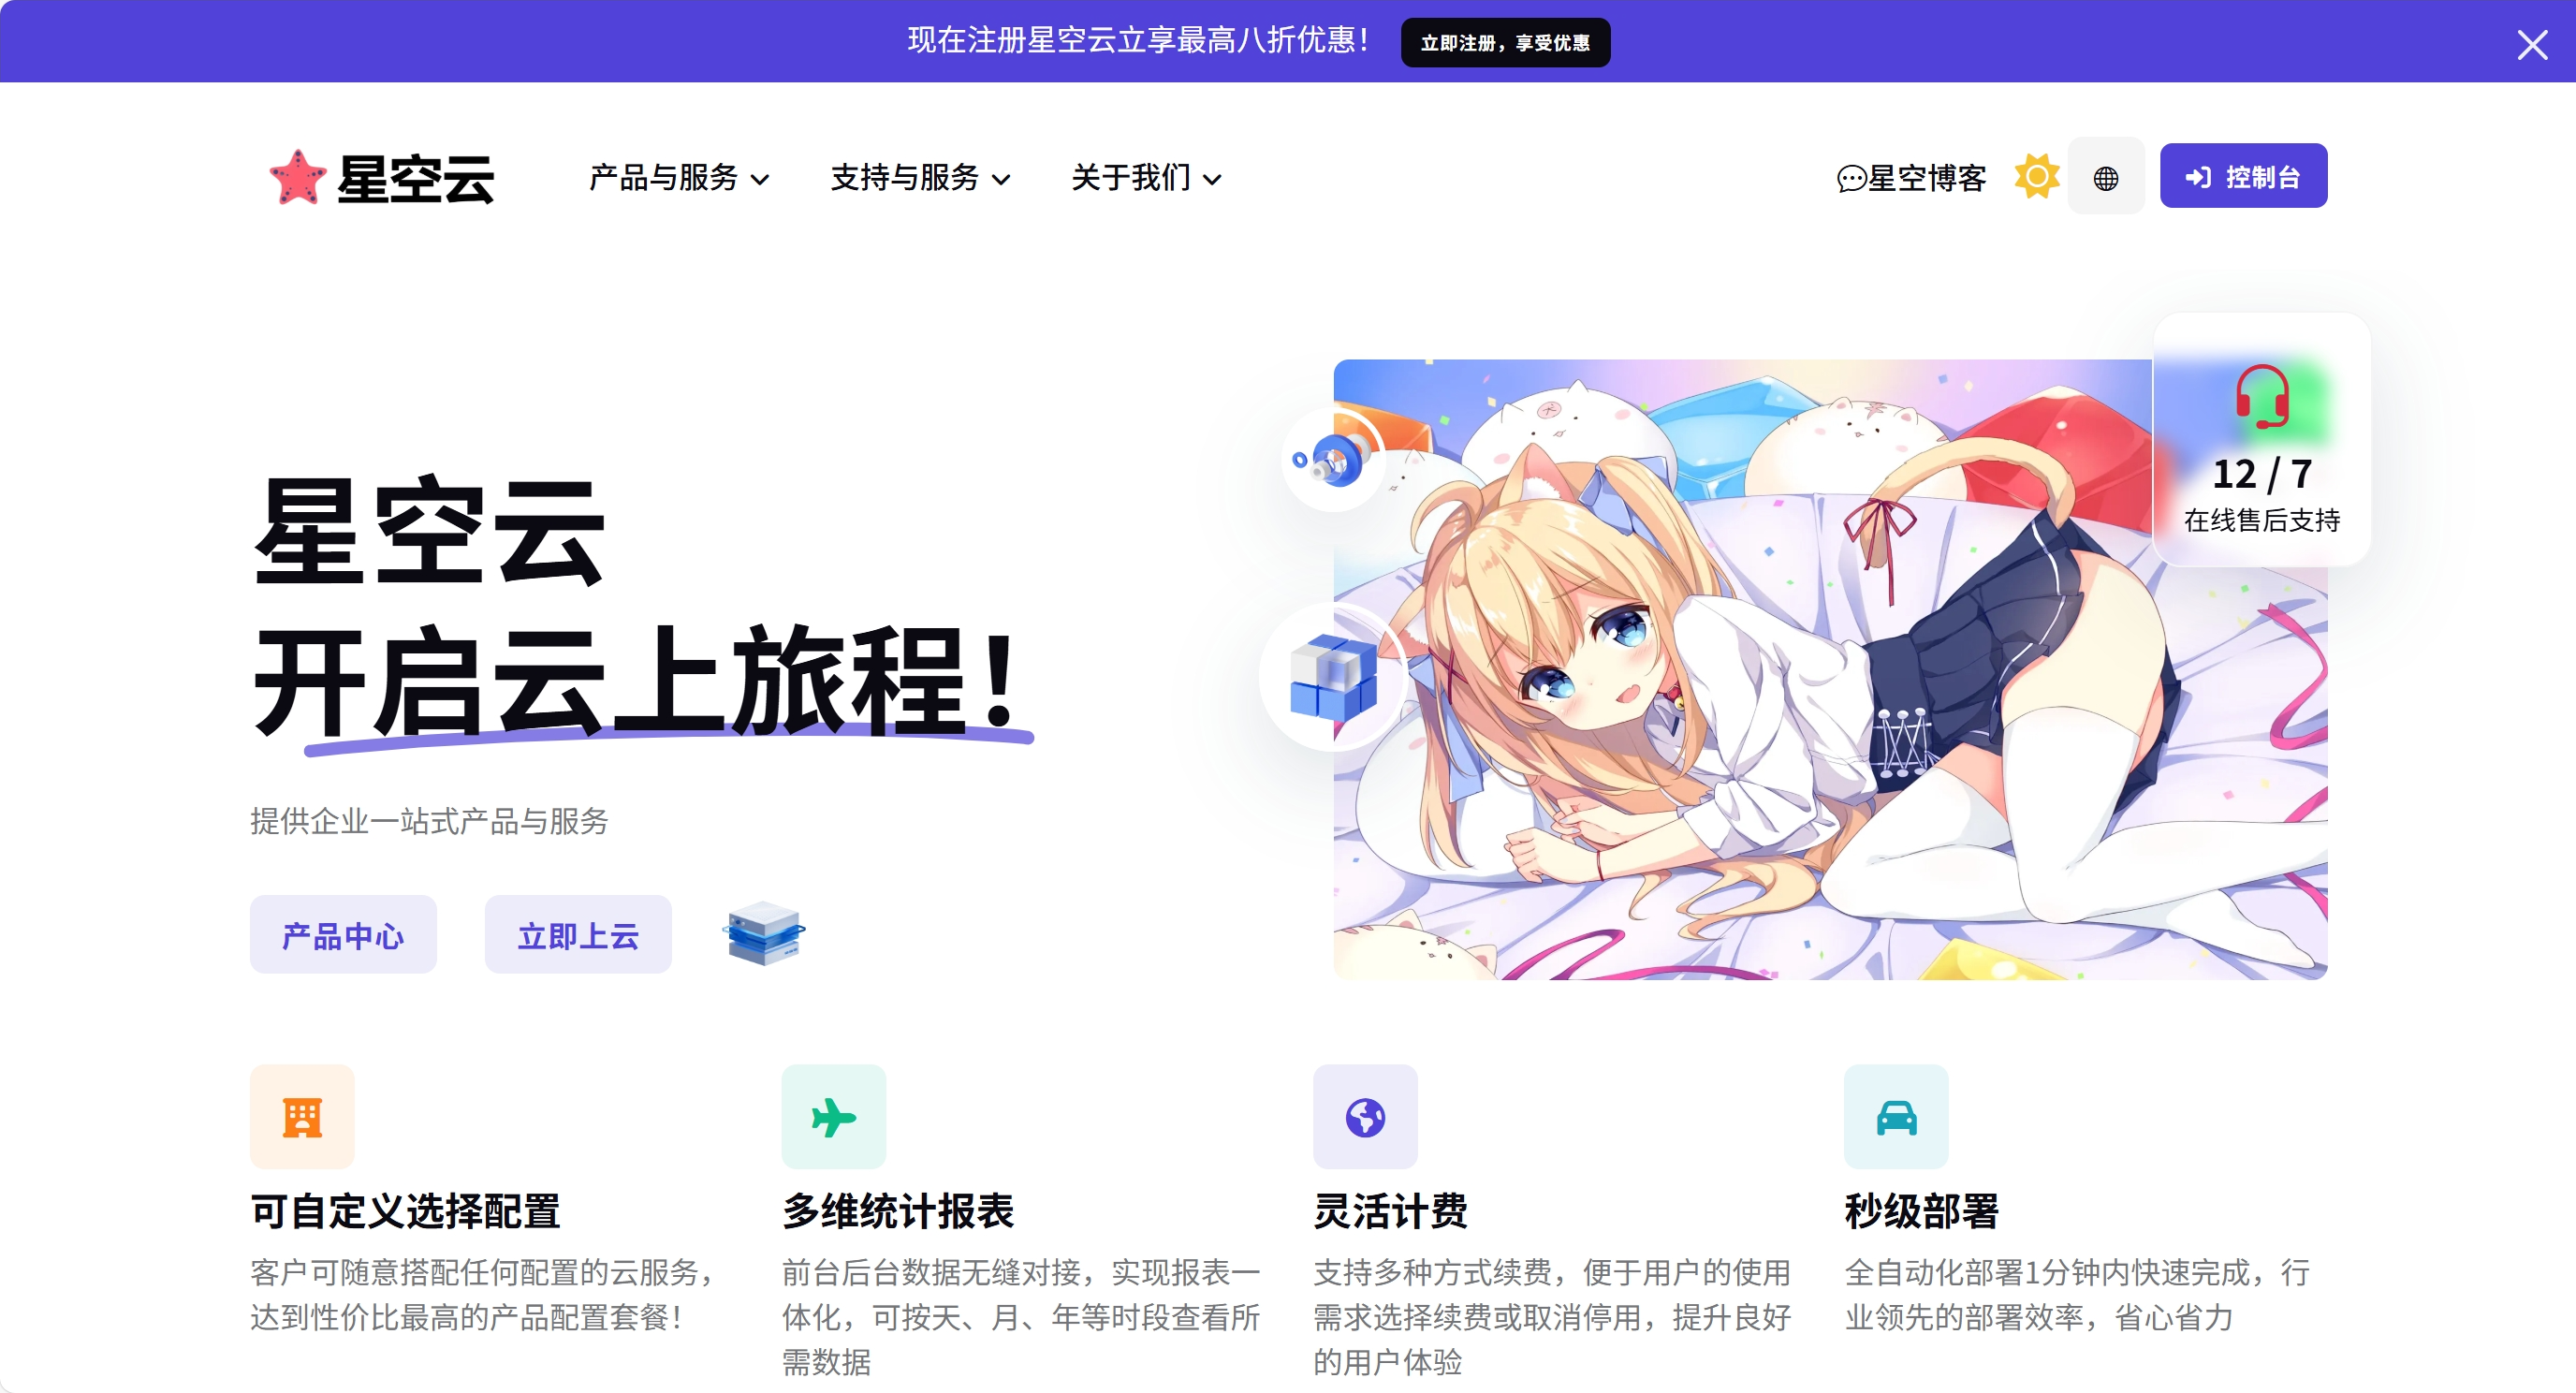 现在注册星空云立享最高八折优惠！ 立即注册，享受优惠
星空云 产品与服务 支持与服务 关于我们 星空博客 控制台
12 / 7
在线售后支持
星空云
开启云上旅程！
提供企业一站式产品与服务
产品中心 立即上云
可自定义选择配置
客户可随意搭配任何配置的云服务，
达到性价比最高的产品配置套餐！
多维统计报表
前台后台数据无缝对接，实现报表一
体化，可按天、月、年等时段查看所
需数据
灵活计费
支持多种方式续费，便于用户的使用
需求选择续费或取消停用，提升良好
的用户体验
秒级部署
全自动化部署1分钟内快速完成，行
业领先的部署效率，省心省力